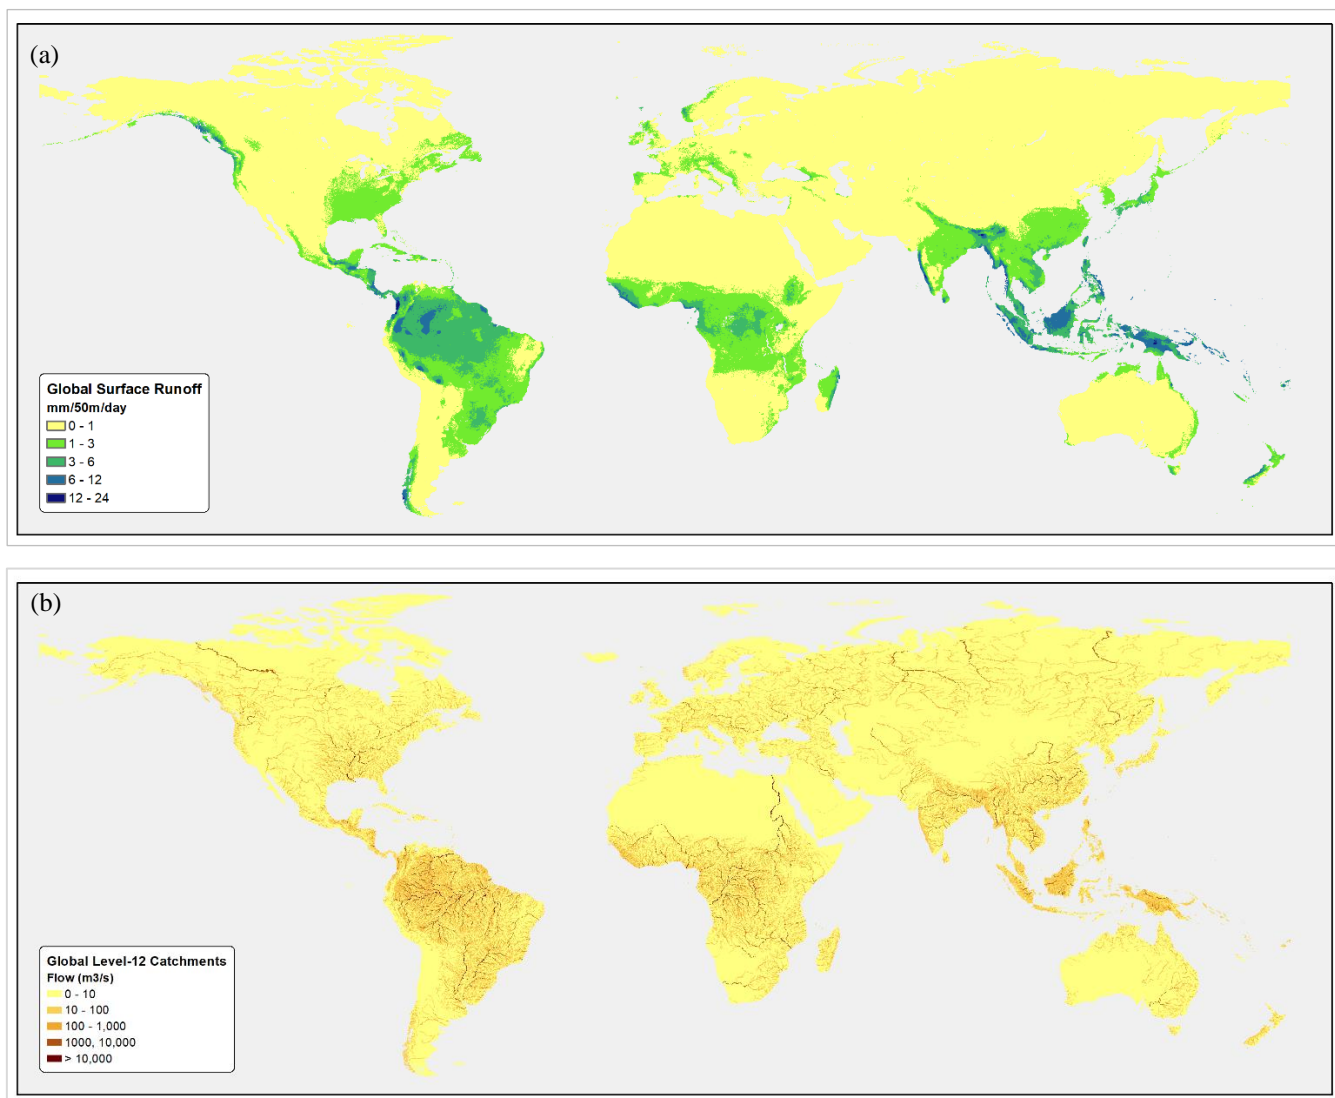 (a)
Global Surface Runoff
mm/50m/day
0 - 1
1 - 3
3 - 6
6 - 12
12 - 24
(b)
Global Level-12 Catchments
Flow (m3/s)
0 - 10
10 - 100
100 - 1,000
1000, 10,000
> 10,000